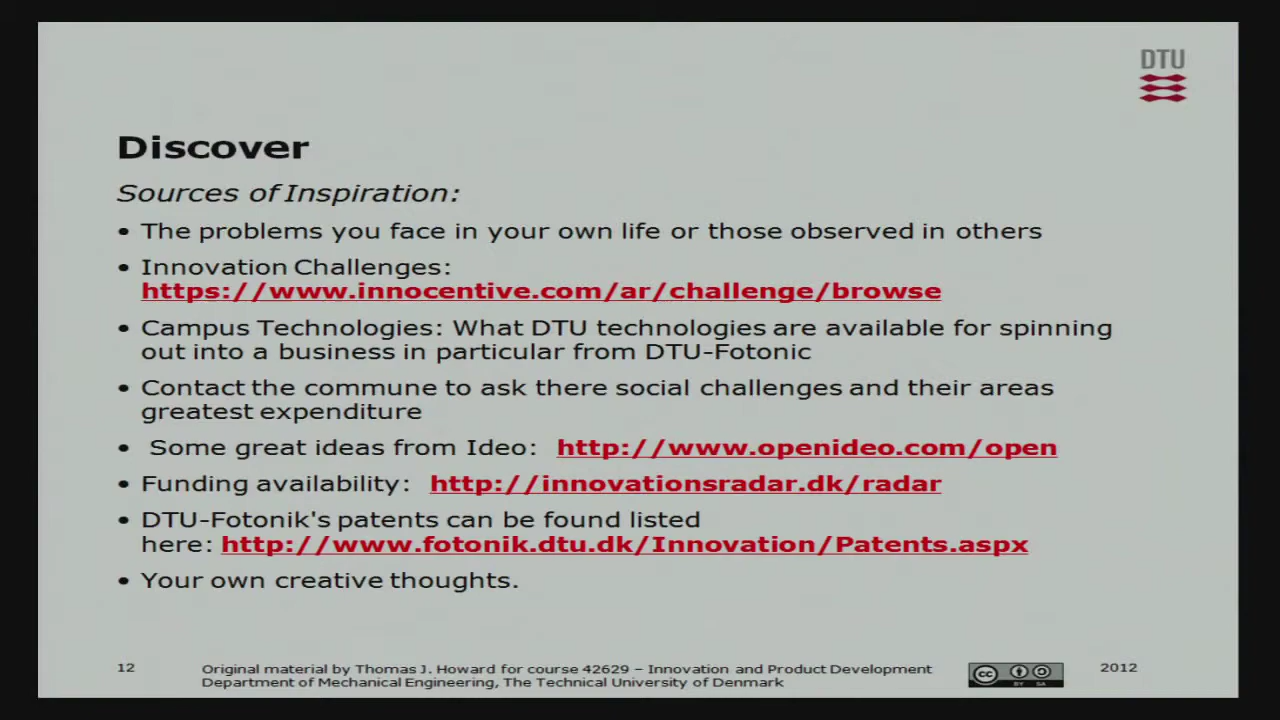 DTU
Discover
Sources of Inspiration:
• The problems you face in your own life or those observed in others
• Innovation Challenges:
https://www.innocentive.com/ar/challenge/browse
• Campus Technologies: What DTU technologies are available for spinning
out into a business in particular from DTU-Fotonic
• Contact the commune to ask there social challenges and their areas
greatest expenditure
• Some great ideas from Ideo: http://www.openideo.com/open
• Funding availability: http://innovationsradar.dk/radar
• DTU-Fotonik's patents can be found listed
here: http://www.fotonik.dtu.dk/Innovation/Patents.aspx
• Your own creative thoughts.
12
Original material by Thomas J. Howard for course 42629 – Innovation and Product Development
Department of Mechanical Engineering, The Technical University of Denmark
cc
BY SA
2012